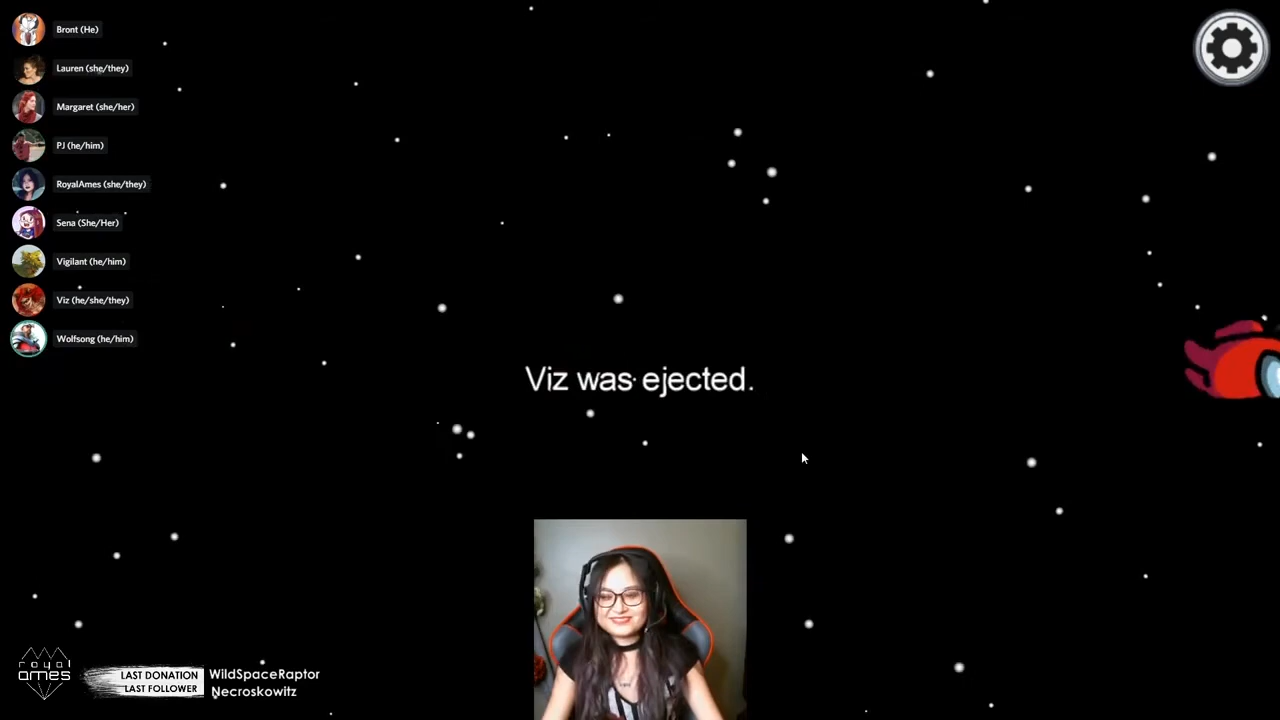 Bront (He)
Lauren (she/they)
Margaret (she/her)
PJ (he/him)
RoyalAmes (she/they)
Sena (She/Her)
Vigilant (he/him)
Viz (he/she/they)
Wolfsong (he/him)
Viz was ejected.
royal
ames
LAST DONATION WildSpaceRaptor
LAST FOLLOWER Necroskowitz